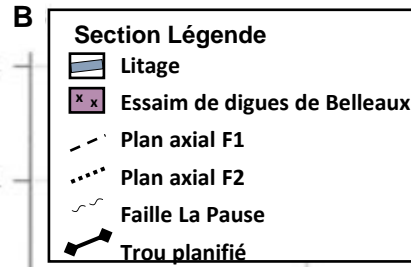 B
Section Légende
Litage
x x
Essaim de digues de Belleaux
Plan axial F1
Plan axial F2
Faille La Pause
Trou planifié